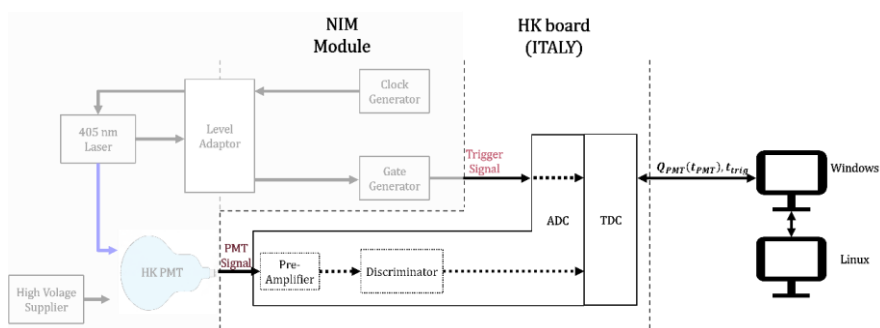 NIM
Module
HK board
(ITALY)
Clock
Generator
405 nm
Laser
Level
Adaptor
Trigger
Signal
Gate
Generator
Q_PMT(t_PMT), t_trig
Windows
ADC
TDC
PMT
Signal
HK PMT
Pre-
Amplifier
Discriminator
Linux
High Volage
Supplier